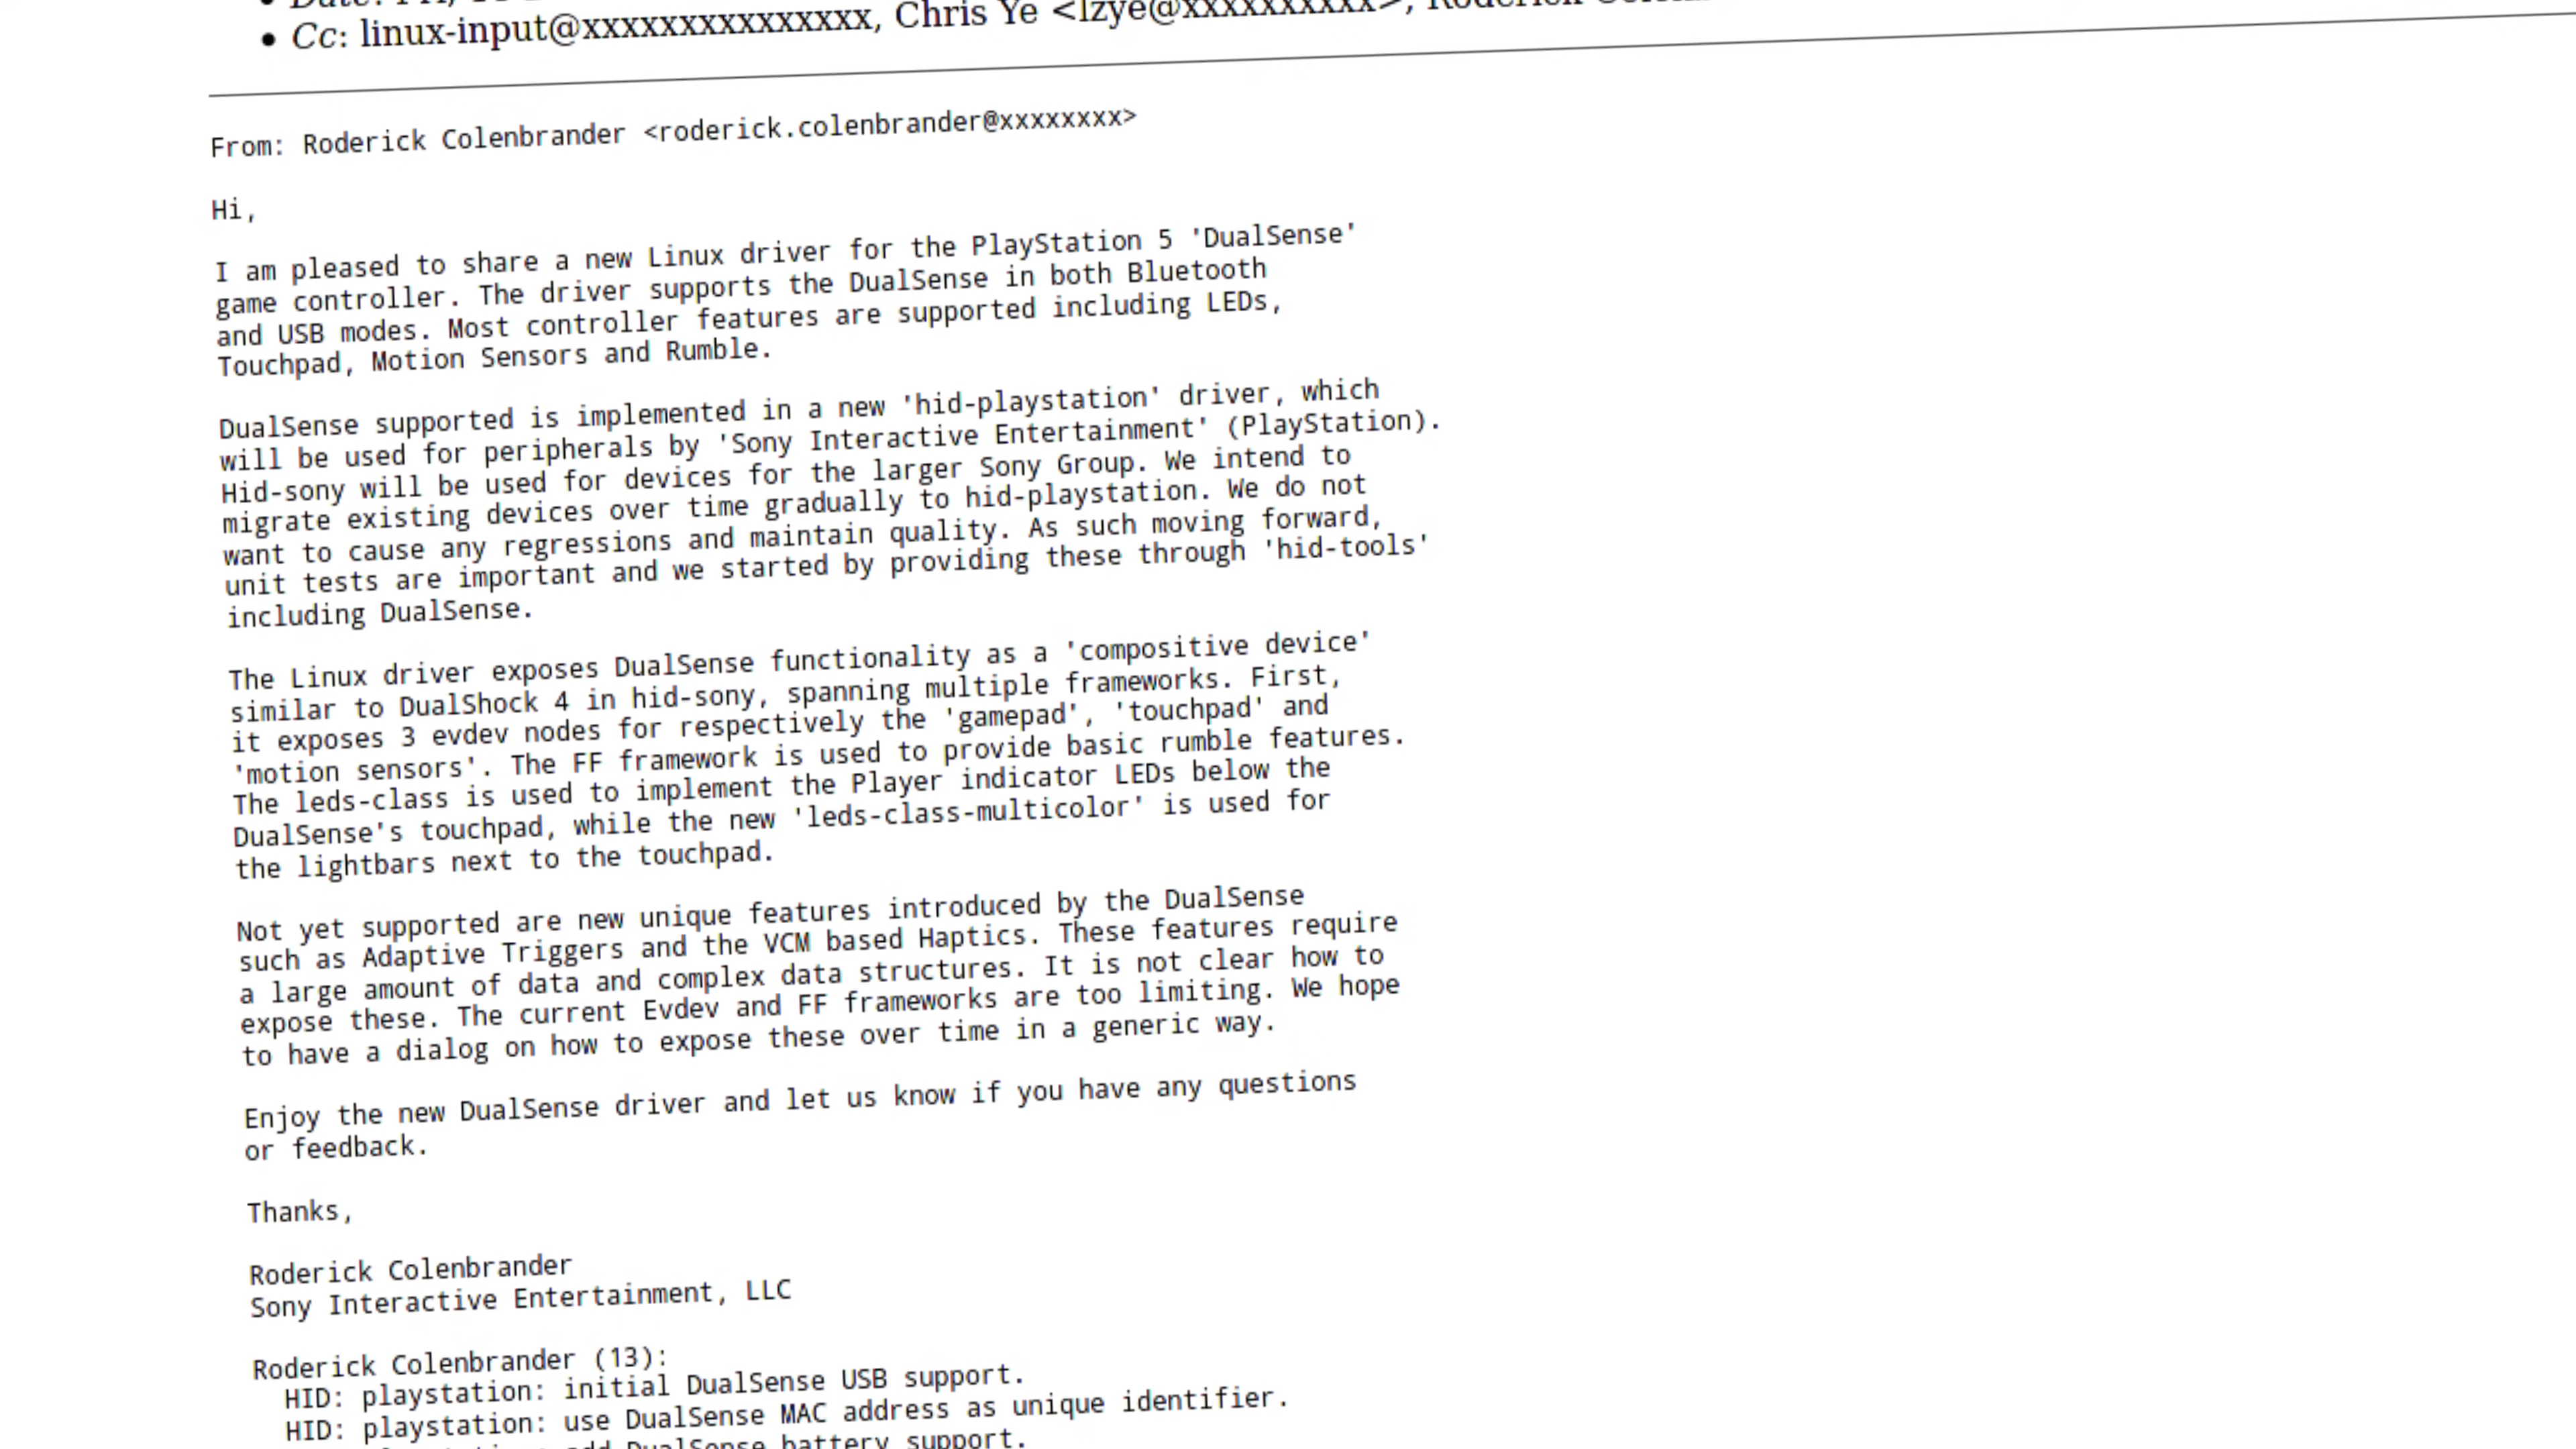 Date: Fri,
Cc: linux-input@xxxxxxxxxxxxxxx, Chris Ye <lzye@xxxxxxxxxx>, Roderick
From: Roderick Colenbrander <roderick.colenbrander@xxxxxxxx>
Hi,
I am pleased to share a new Linux driver for the PlayStation 5 'DualSense'
game controller. The driver supports the DualSense in both Bluetooth
and USB modes. Most controller features are supported including LEDs,
Touchpad, Motion Sensors and Rumble.
DualSense supported is implemented in a new 'hid-playstation' driver, which
will be used for peripherals by 'Sony Interactive Entertainment' (PlayStation).
Hid-sony will be used for devices for the larger Sony Group. We intend to
migrate existing devices over time gradually to hid-playstation. We do not
want to cause any regressions and maintain quality. As such moving forward,
unit tests are important and we started by providing these through 'hid-tools'
including DualSense.
The Linux driver exposes DualSense functionality as a 'compositive device'
similar to DualShock 4 in hid-sony, spanning multiple frameworks. First,
it exposes 3 evdev nodes for respectively the 'gamepad', 'touchpad' and
'motion sensors'. The FF framework is used to provide basic rumble features.
The leds-class is used to implement the Player indicator LEDs below the
DualSense's touchpad, while the new 'leds-class-multicolor' is used for
the lightbars next to the touchpad.
Not yet supported are new unique features introduced by the DualSense
such as Adaptive Triggers and the VCM based Haptics. These features require
a large amount of data and complex data structures. It is not clear how to
expose these. The current Evdev and FF frameworks are too limiting. We hope
to have a dialog on how to expose these over time in a generic way.
Enjoy the new DualSense driver and let us know if you have any questions
or feedback.
Thanks,
Roderick Colenbrander
Sony Interactive Entertainment, LLC
Roderick Colenbrander (13):
HID: playstation: initial DualSense USB support.
HID: playstation: use DualSense MAC address as unique identifier.
add DualSense battery support.